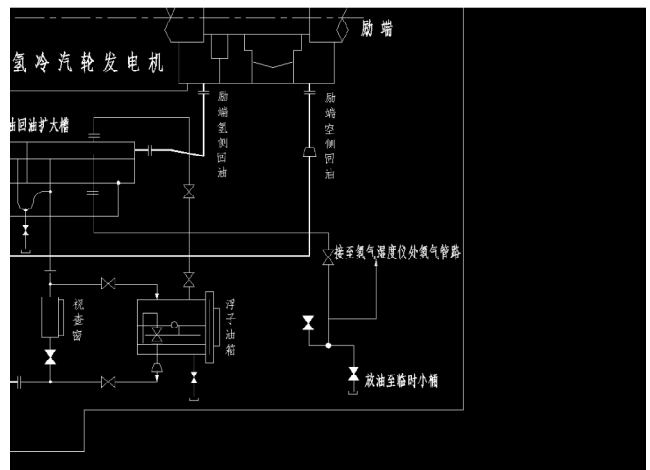 励端
氢冷汽轮发电机
油回油扩大槽
励端氢侧回油
励端空侧回油
接至氢气湿度仪处氢气管路
视查窗
浮子油箱
放油至临时小桶